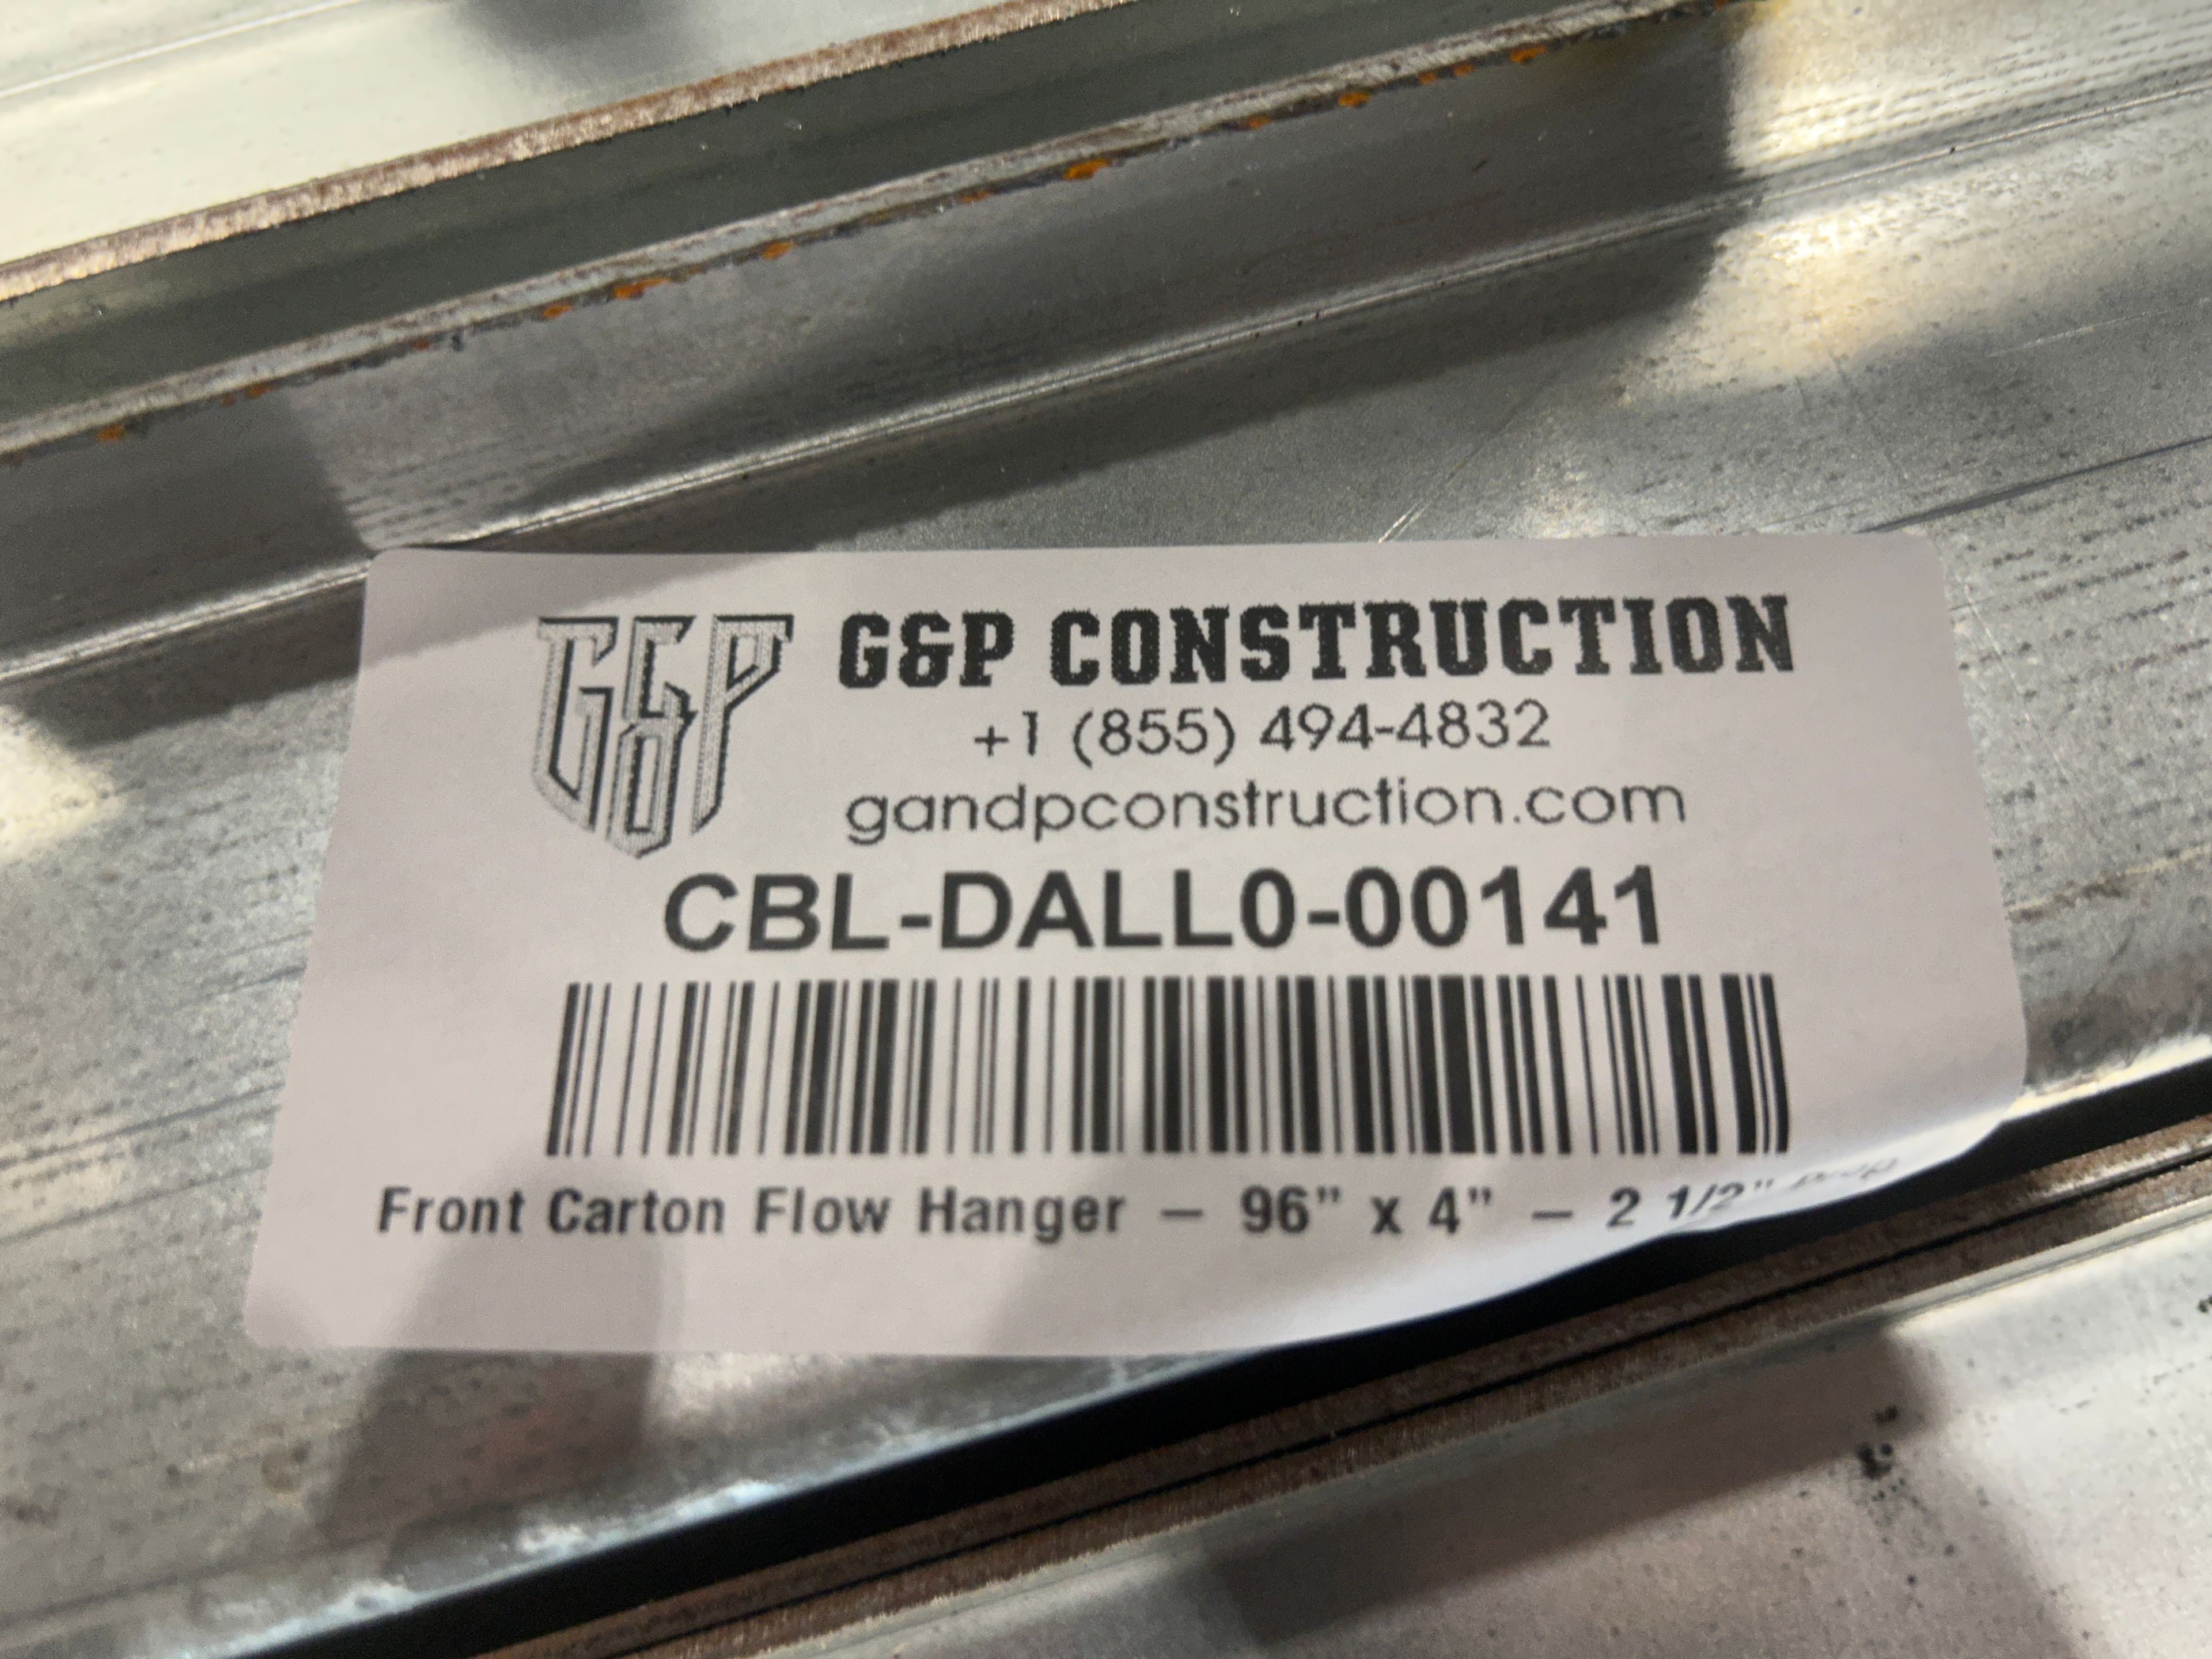 G&P
G&P CONSTRUCTION
+1 (855) 494-4832
gandpconstruction.com
CBL-DALL0-00141
Front Carton Flow Hanger – 96" x 4" – 2 1/2" Drop